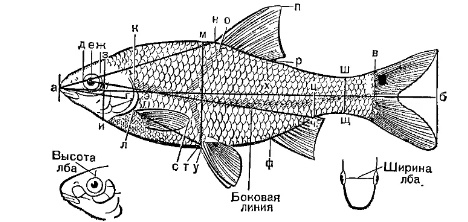 п
м
н о
к
д е ж
з
р
ш
в
а
э
х
ц
б
и
л
щ
с т у
ф
Высота
лба
Боковая
линия
Ширина
лба